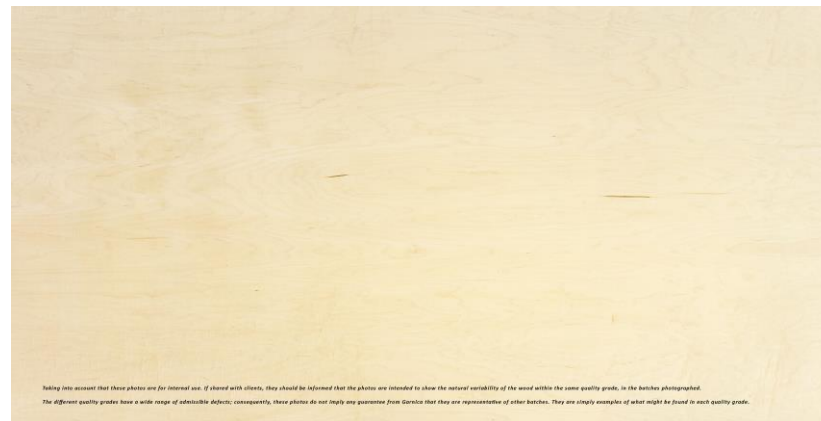 Taking into account that these photos are for internal use. If shared with clients, they should be informed that the photos are intended to show the natural variability of the wood within the same quality grade, in the batches photographed.
The different quality grades have a wide range of admissible defects; consequently, these photos do not imply any guarantee from Garnica that they are representative of other batches. They are simply examples of what might be found in each quality grade.